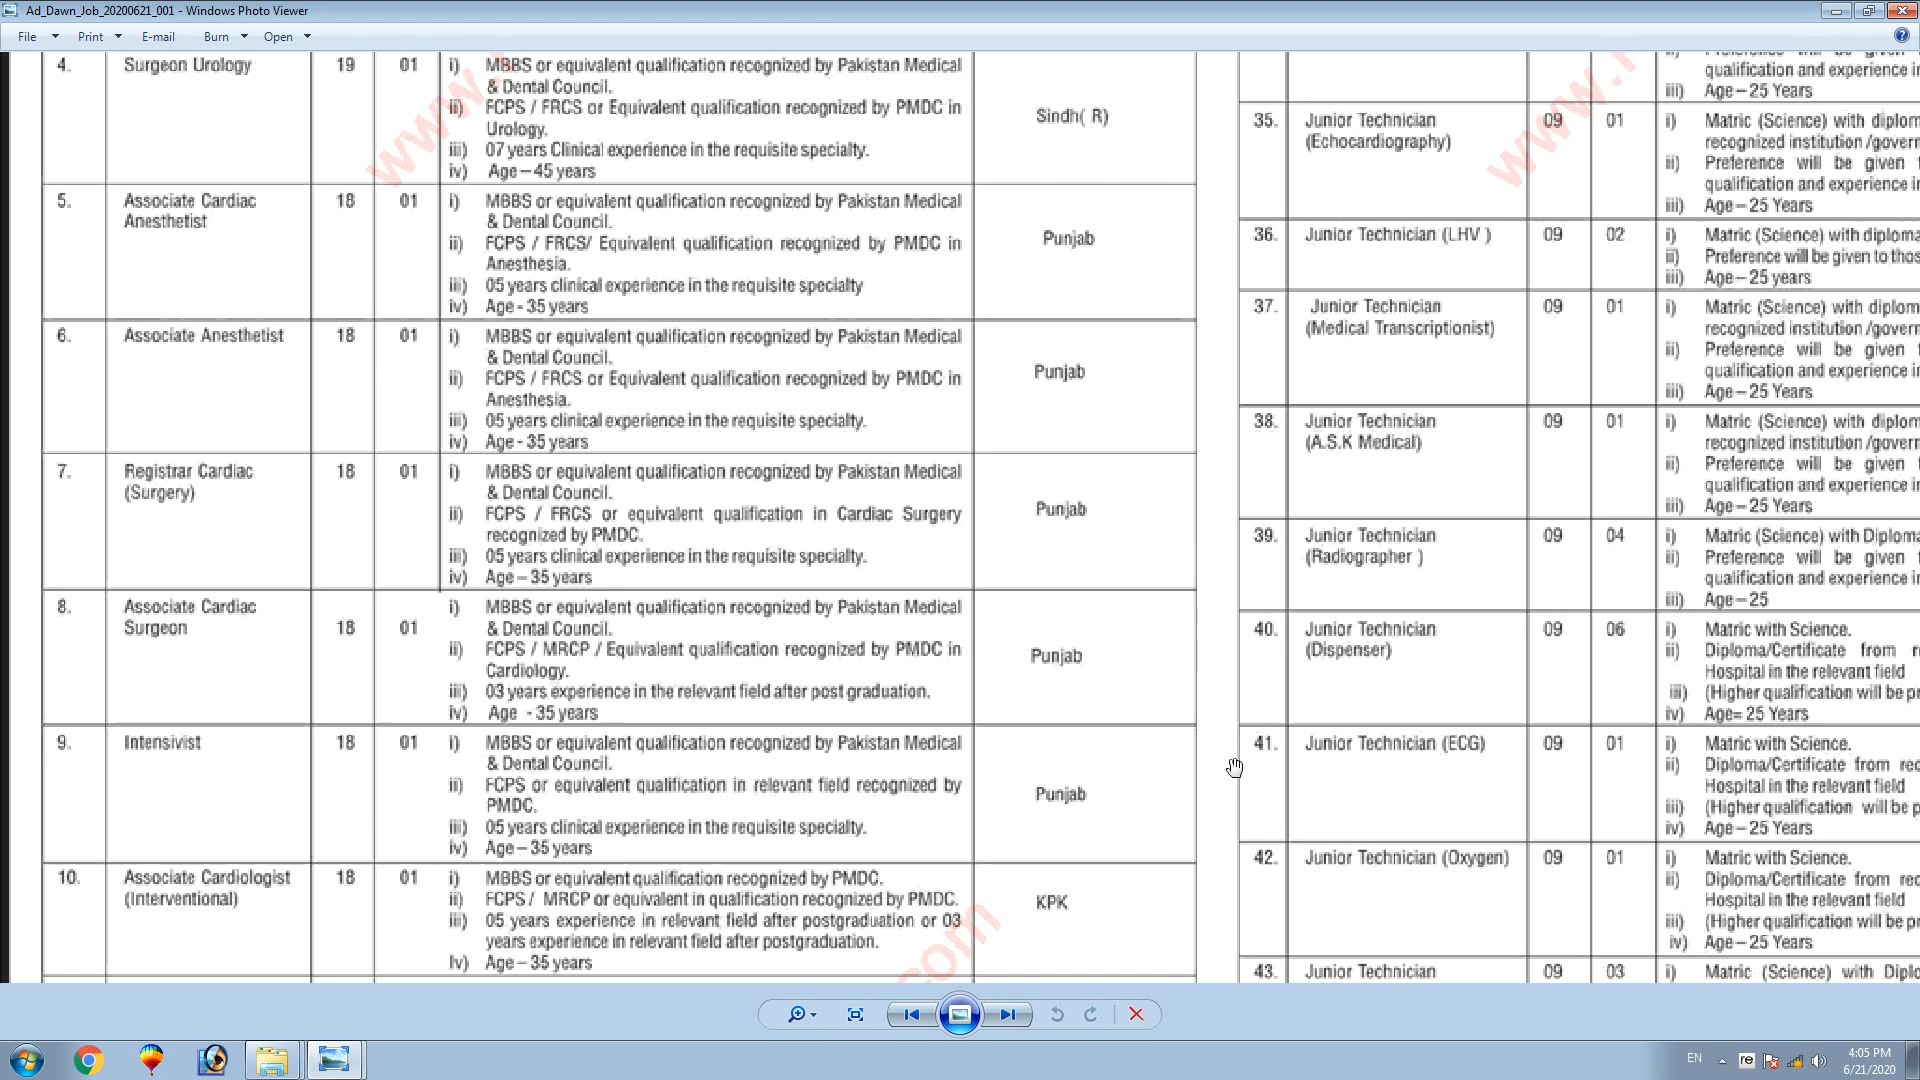 Ad_Dawn_Job_20200621_001 - Windows Photo Viewer
File Print E-mail Burn Open
4. Surgeon Urology 19 01 i) MBBS or equivalent qualification recognized by Pakistan Medical
& Dental Council.
ii) FCPS / FRCS or Equivalent qualification recognized by PMDC in
Urology.
iii) 07 years Clinical experience in the requisite specialty.
iv) Age – 45 years
Sindh( R)
5. Associate Cardiac
Anesthetist
18 01 i) MBBS or equivalent qualification recognized by Pakistan Medical
& Dental Council.
ii) FCPS / FRCS/ Equivalent qualification recognized by PMDC in
Anesthesia.
iii) 05 years clinical experience in the requisite specialty
iv) Age - 35 years
Punjab
6. Associate Anesthetist 18 01 i) MBBS or equivalent qualification recognized by Pakistan Medical
& Dental Council.
ii) FCPS / FRCS or Equivalent qualification recognized by PMDC in
Anesthesia.
iii) 05 years clinical experience in the requisite specialty.
iv) Age - 35 years
Punjab
7. Registrar Cardiac
(Surgery)
18 01 i) MBBS or equivalent qualification recognized by Pakistan Medical
& Dental Council.
ii) FCPS / FRCS or equivalent qualification in Cardiac Surgery
recognized by PMDC.
iii) 05 years clinical experience in the requisite specialty.
iv) Age – 35 years
Punjab
8. Associate Cardiac
Surgeon
18 01 i) MBBS or equivalent qualification recognized by Pakistan Medical
& Dental Council.
ii) FCPS / MRCP / Equivalent qualification recognized by PMDC in
Cardiology.
iii) 03 years experience in the relevant field after post graduation.
iv) Age - 35 years
Punjab
9. Intensivist 18 01 i) MBBS or equivalent qualification recognized by Pakistan Medical
& Dental Council.
ii) FCPS or equivalent qualification in relevant field recognized by
PMDC.
iii) 05 years clinical experience in the requisite specialty.
iv) Age – 35 years
Punjab
10. Associate Cardiologist
(Interventional)
18 01 i) MBBS or equivalent qualification recognized by PMDC.
ii) FCPS / MRCP or equivalent in qualification recognized by PMDC.
iii) 05 years experience in relevant field after postgraduation or 03
years experience in relevant field after postgraduation.
Iv) Age – 35 years
KPK
qualification and experience
iii) Age – 25 Years
35. Junior Technician
(Echocardiography)
09 01 i) Matric (Science) with
recognized institution
ii) Preference will be given
qualification and experience
iii) Age – 25 Years
36. Junior Technician (LHV ) 09 02 i) Matric (Science) with diploma
ii) Preference will be given to
iii) Age – 25 years
37. Junior Technician
(Medical Transcriptionist)
09 01 i) Matric (Science) with
recognized institution
ii) Preference will be given
qualification and experience
iii) Age – 25 Years
38. Junior Technician
(A.S.K Medical)
09 01 i) Matric (Science) with
recognized institution
ii) Preference will be given
qualification and experience
iii) Age – 25 Years
39. Junior Technician
(Radiographer )
09 04 i) Matric (Science) with Diploma
ii) Preference will be given
qualification and experience
iii) Age – 25
40. Junior Technician
(Dispenser)
09 06 i) Matric with Science.
ii) Diploma/Certificate from
Hospital in the relevant field
iii) (Higher qualification will be
iv) Age= 25 Years
41. Junior Technician (ECG) 09 01 i) Matric with Science.
ii) Diploma/Certificate from
Hospital in the relevant field
iii) (Higher qualification will be
iv) Age – 25 Years
42. Junior Technician (Oxygen) 09 01 i) Matric with Science.
ii) Diploma/Certificate from
Hospital in the relevant field
iii) (Higher qualification will be
iv) Age – 25 Years
43. Junior Technician 09 03 i) Matric (Science) with
www.
www.
.com
EN
4:05 PM
6/21/2020